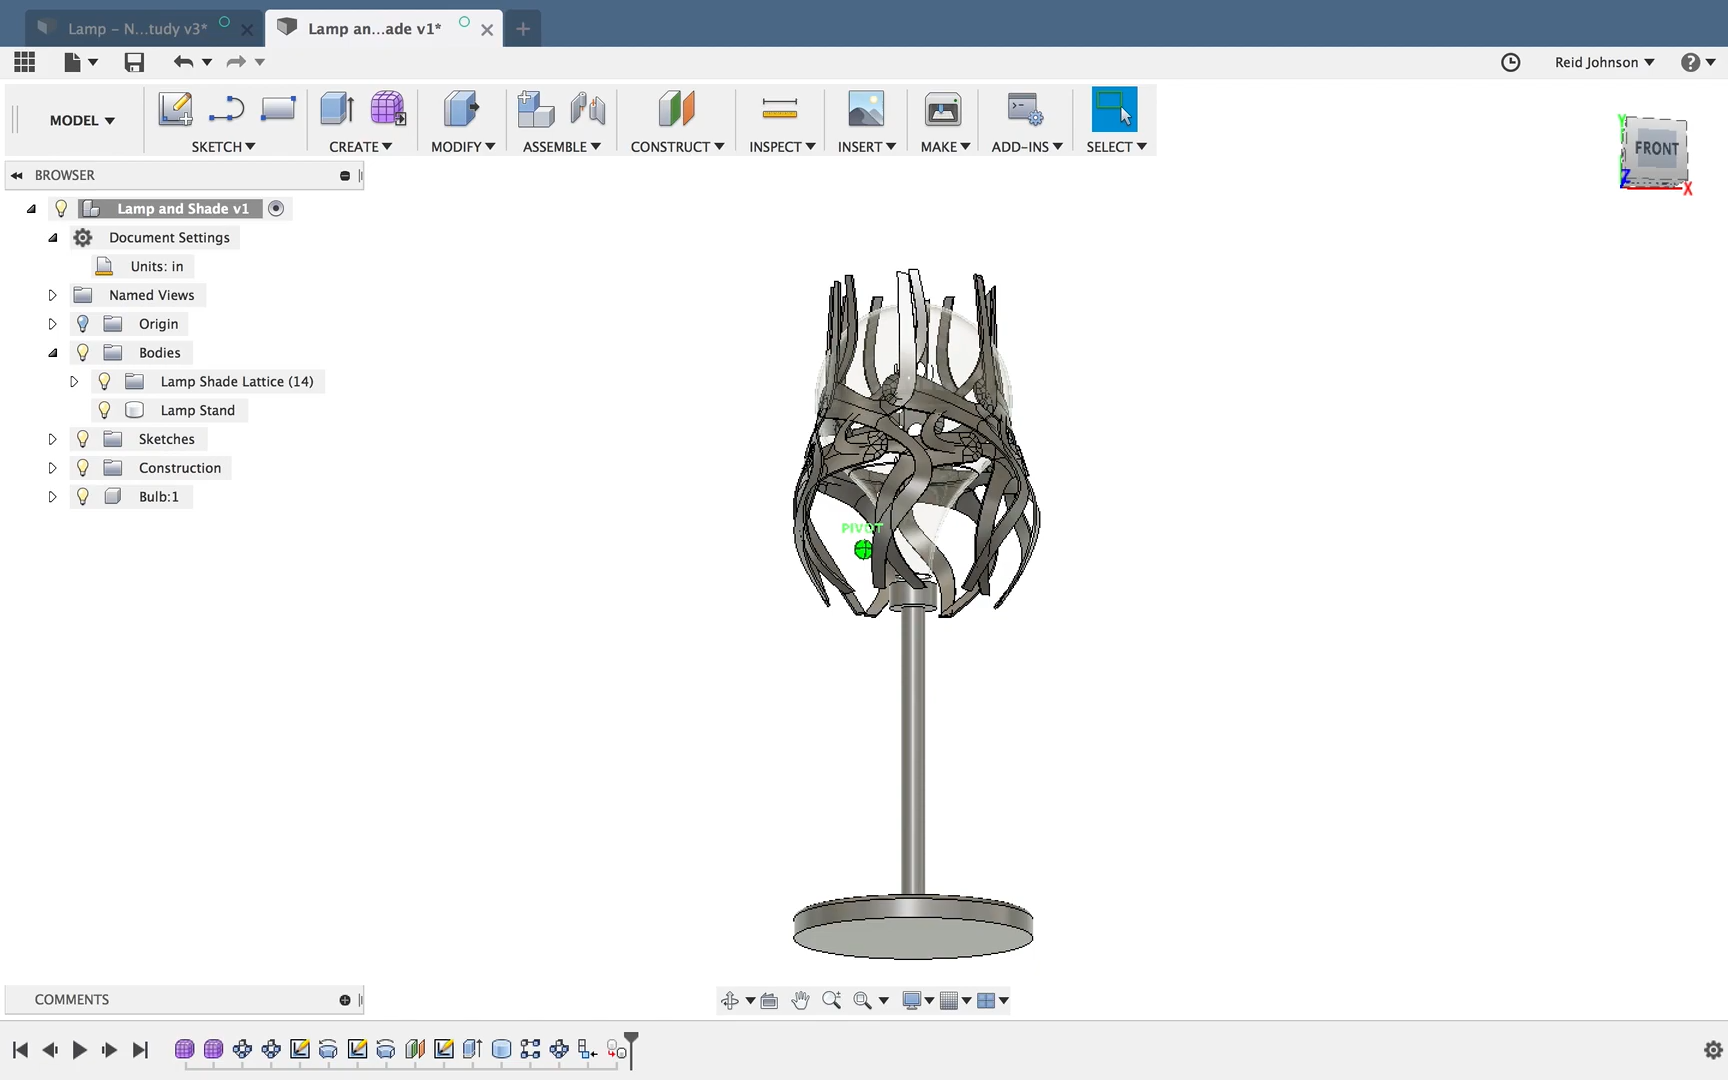 Lamp – N...tudy v3*
Lamp an...ade v1*
Reid Johnson
MODEL
SKETCH
CREATE
MODIFY
ASSEMBLE
CONSTRUCT
INSPECT
INSERT
MAKE
ADD-INS
SELECT
Y
FRONT
Z
X
BROWSER
Lamp and Shade v1
Document Settings
Units: in
Named Views
Origin
Bodies
Lamp Shade Lattice (14)
Lamp Stand
Sketches
Construction
Bulb:1
PIVOT
COMMENTS